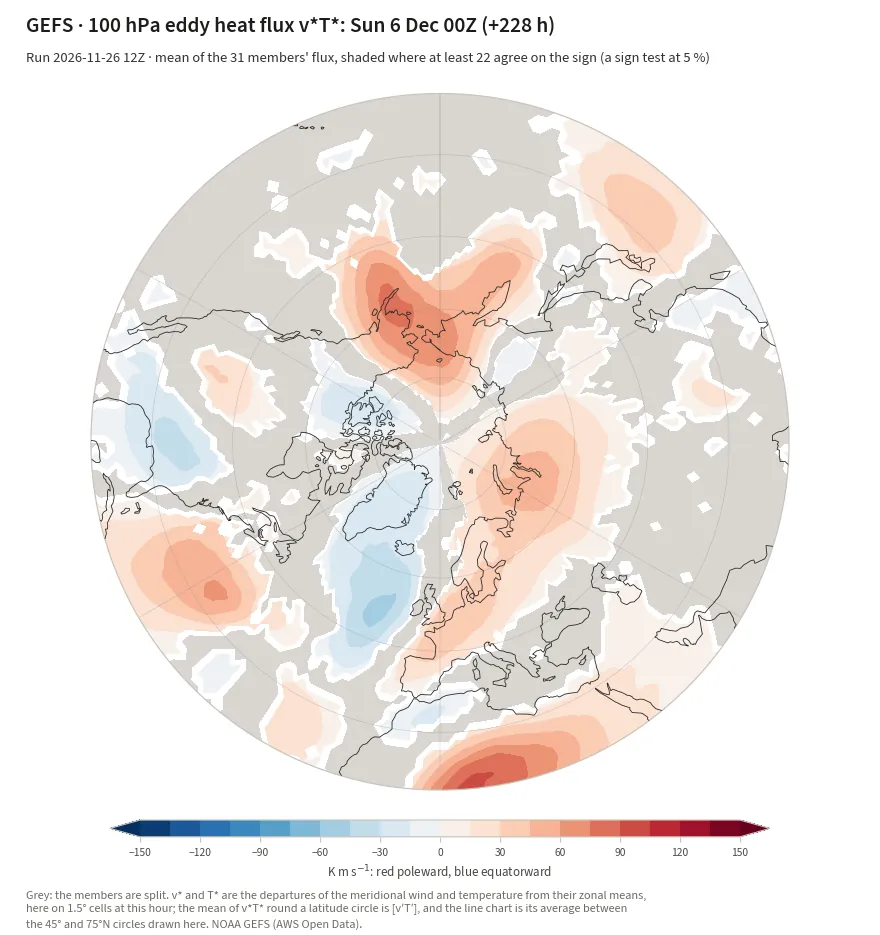 GEFS · 100 hPa eddy heat flux v*T*: Sun 6 Dec 00Z (+228 h)
Run 2026-11-26 12Z · mean of the 31 members' flux, shaded where at least 22 agree on the sign (a sign test at 5 %)
−150 −120 −90 −60 −30 0 30 60 90 120 150
K m s⁻¹: red poleward, blue equatorward
Grey: the members are split. v* and T* are the departures of the meridional wind and temperature from their zonal means,
here on 1.5° cells at this hour; the mean of v*T* round a latitude circle is [v'T'], and the line chart is its average between
the 45° and 75°N circles drawn here. NOAA GEFS (AWS Open Data).